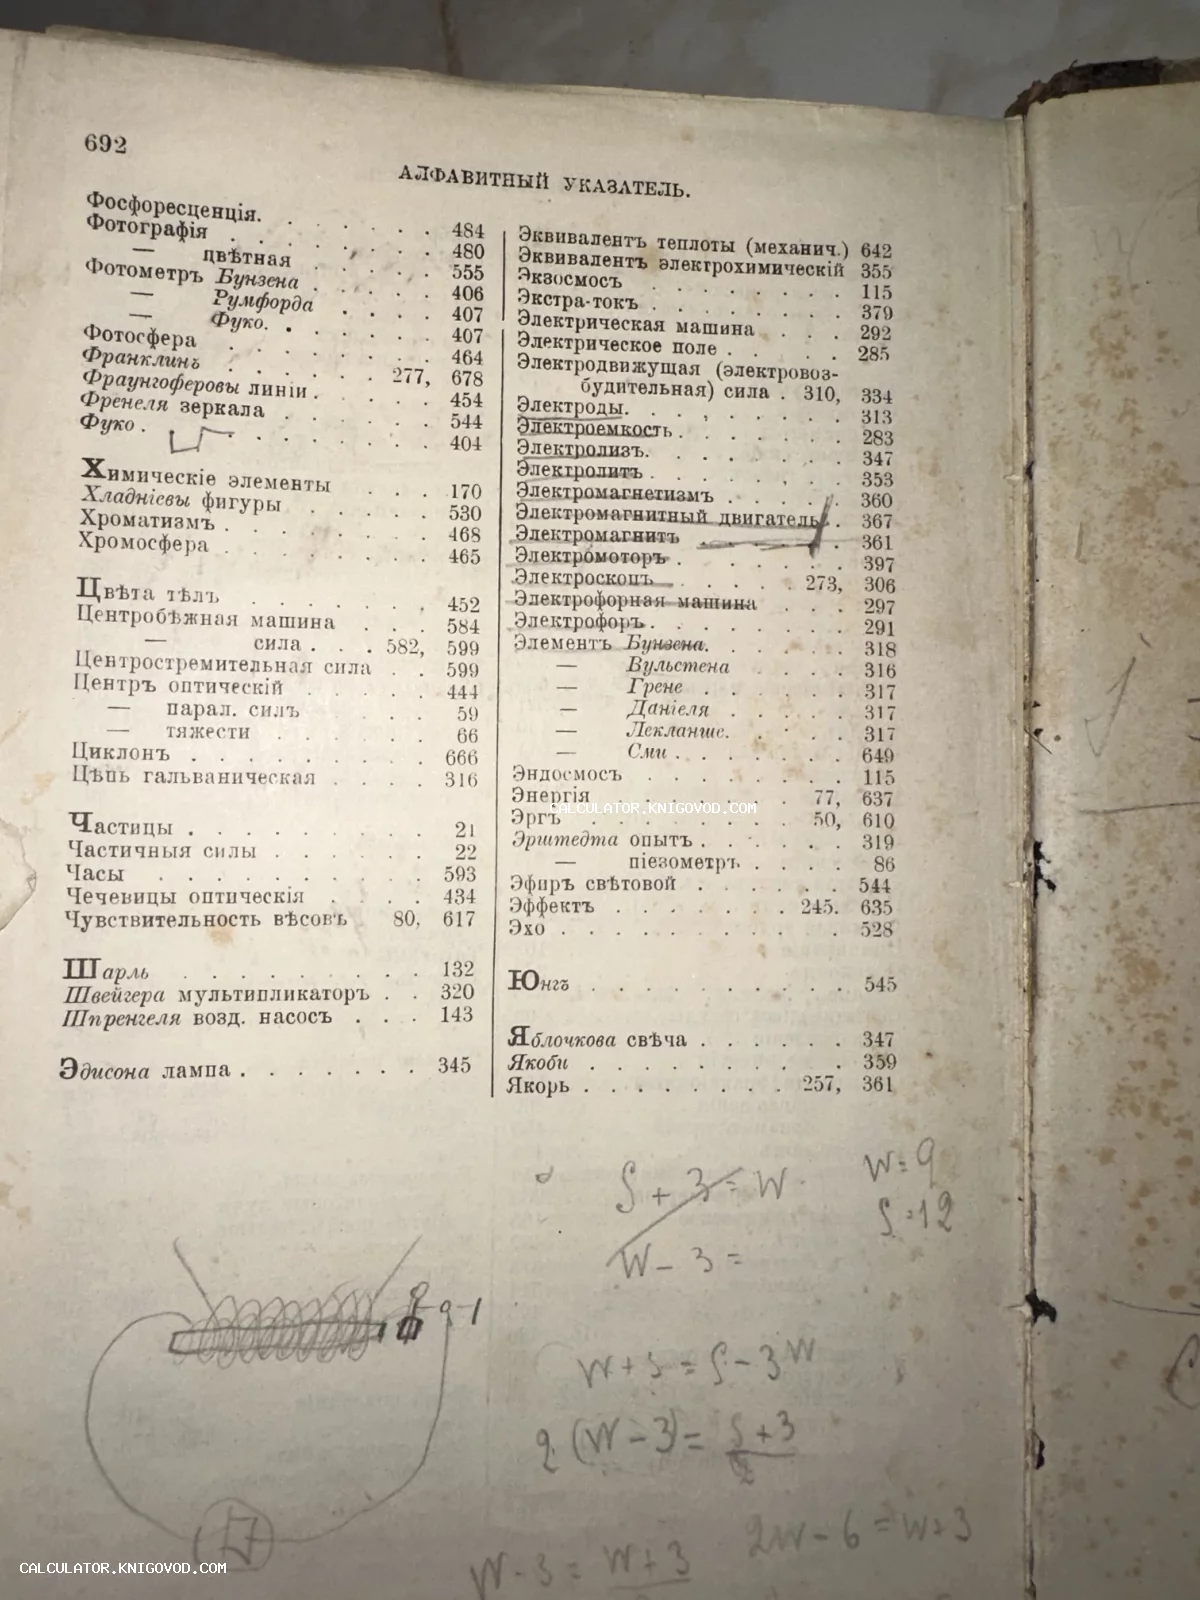 692
АЛФАВИТНЫЙ УКАЗАТЕЛЬ.
Фосфоресценція. . . . . . . 484
Фотографія . . . . . . . 480
— цвѣтная . . . . . 555
Фотометръ Бунзена . . . . . 406
— Румфорда . . . . 407
— Фуко. . . . . . 407
Фотосфера . . . . . . . 464
Франклинъ . . . . . 277, 678
Фраунгоферовы линіи . . . . 454
Френеля зеркала . . . . . 544
Фуко . . . . . . . . 404
Химическіе элементы . . . 170
Хладніевы фигуры . . . . . 530
Хроматизмъ . . . . . . . 468
Хромосфера . . . . . . . 465
Цвѣта тѣлъ . . . . . . 452
Центробѣжная машина . . . 584
— сила . . . 582, 599
Центростремительная сила . . 599
Центръ оптическій . . . . 444
— парал. силъ . . . 59
— тяжести . . . . . 66
Циклонъ . . . . . . . . 666
Цѣпь гальваническая . . . . 316
Частицы . . . . . . . . 21
Частичныя силы . . . . . 22
Часы . . . . . . . . 593
Чечевицы оптическія . . . . 434
Чувствительность вѣсовъ 80, 617
Шарль . . . . . . . . 132
Швейгера мультипликаторъ . . 320
Шпренгеля возд. насосъ . . . 143
Эдисона лампа . . . . . . . 345
Эквивалентъ теплоты (механич.) 642
Эквивалентъ электрохимическій 355
Экзосмосъ . . . . . . . 115
Экстра-токъ . . . . . . . 379
Электрическая машина . . . 292
Электрическое поле . . . . 285
Электродвижущая (электровоз-
будительная) сила . 310, 334
Электроды. . . . . . . . 313
Электроемкость . . . . . . 283
Электролизъ. . . . . . . 347
Электролитъ . . . . . . . 353
Электромагнетизмъ . . . . . 360
Электромагнитный двигатель . 367
Электромагнитъ . . . . . 361
Электромоторъ . . . . . . 397
Электроскопъ . . . . 273, 306
Электрофорная машина . . . 297
Электрофоръ. . . . . . . 291
Элементъ Бунзена. . . . . . 318
— Вульстена . . . . 316
— Грене . . . . . . 317
— Даніеля . . . . . 317
— Лекланше. . . . . 317
— Сми . . . . . . . 649
Эндосмосъ . . . . . . . . 115
Энергія . . . . . . 77, 637
Эргъ . . . . . . . . 50, 610
Эрштедта опытъ . . . . . . 319
— піезометръ . . . . 86
Эфиръ свѣтовой . . . . . . 544
Эффектъ . . . . . . . 245. 635
Эхо . . . . . . . . . . 528
Юнгъ . . . . . . . . . . 545
Яблочкова свѣча . . . . . . 347
Якоби . . . . . . . . . 359
Якорь . . . . . . . . 257, 361
CALCULATOR.KNIGOVOD.COM
S + 3 = W
W = 9
S = 12
W - 3 =
2 (W - 3) = S + 3
2W - 6 = W + 3
W - 3 = W + 3
CALCULATOR.KNIGOVOD.COM